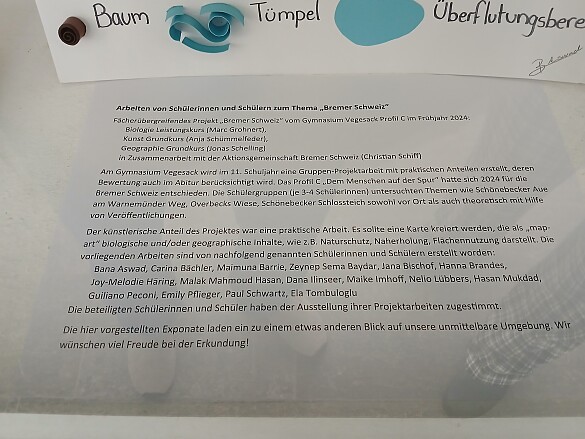 Baum Tümpel Überflutungsbere
Arbeiten von Schülerinnen und Schülern zum Thema „Bremer Schweiz"
Fächerübergreifendes Projekt „Bremer Schweiz" vom Gymnasium Vegesack Profil C im Frühjahr 2024:
Biologie Leistungskurs (Marc Grohnert),
Kunst Grundkurs (Anja Schümmelfeder),
Geographie Grundkurs (Jonas Schelling)
in Zusammenarbeit mit der Aktionsgemeinschaft Bremer Schweiz (Christian Schiff)
Am Gymnasium Vegesack wird im 11. Schuljahr eine Gruppen-Projektarbeit mit praktischen Anteilen erstellt, deren
Bewertung auch im Abitur berücksichtigt wird. Das Profil C „Dem Menschen auf der Spur" hatte sich 2024 für die
Bremer Schweiz entschieden. Die Schülergruppen (je 3-4 SchülerInnen) untersuchten Themen wie Schönebecker Aue
am Warnemünder Weg, Overbecks Wiese, Schönebecker Schlossteich sowohl vor Ort als auch theoretisch mit Hilfe
von Veröffentlichungen.
Der künstlerische Anteil des Projektes war eine praktische Arbeit. Es sollte eine Karte kreiert werden, die als „map-
art" biologische und/oder geographische Inhalte, wie z.B. Naturschutz, Naherholung, Flächennutzung darstellt. Die
vorliegenden Arbeiten sind von nachfolgend genannten Schülerinnen und Schülern erstellt worden:
Bana Aswad, Carina Bächler, Maimuna Barrie, Zeynep Sema Baydar, Jana Bischof, Hanna Brandes,
Joy-Melodie Häring, Malak Mahmoud Hasan, Dana Ilinseer, Maike Imhoff, Nelio Lübbers, Hasan Mukdad,
Guiliano Peconi, Emily Pflieger, Paul Schwartz, Ela Tombuloglu
Die beteiligten Schülerinnen und Schüler haben der Ausstellung ihrer Projektarbeiten zugestimmt.
Die hier vorgestellten Exponate laden ein zu einem etwas anderen Blick auf unsere unmittelbare Umgebung. Wir
wünschen viel Freude bei der Erkundung!